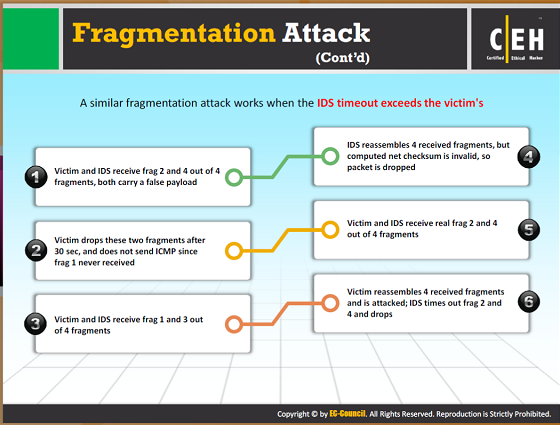 Fragmentation Attack
(Cont'd)
C|EH
Certified Ethical Hacker
A similar fragmentation attack works when the IDS timeout exceeds the victim's
1
Victim and IDS receive frag 2 and 4 out of 4
fragments, both carry a false payload
2
Victim drops these two fragments after
30 sec, and does not send ICMP since
frag 1 never received
3
Victim and IDS receive frag 1 and 3 out
of 4 fragments
IDS reassembles 4 received fragments, but
computed net checksum is invalid, so
packet is dropped
4
Victim and IDS receive real frag 2 and 4
out of 4 fragments
5
Victim reassembles 4 received fragments
and is attacked; IDS times out frag 2 and
4 and drops
6
Copyright © by EC-Council. All Rights Reserved. Reproduction is Strictly Prohibited.